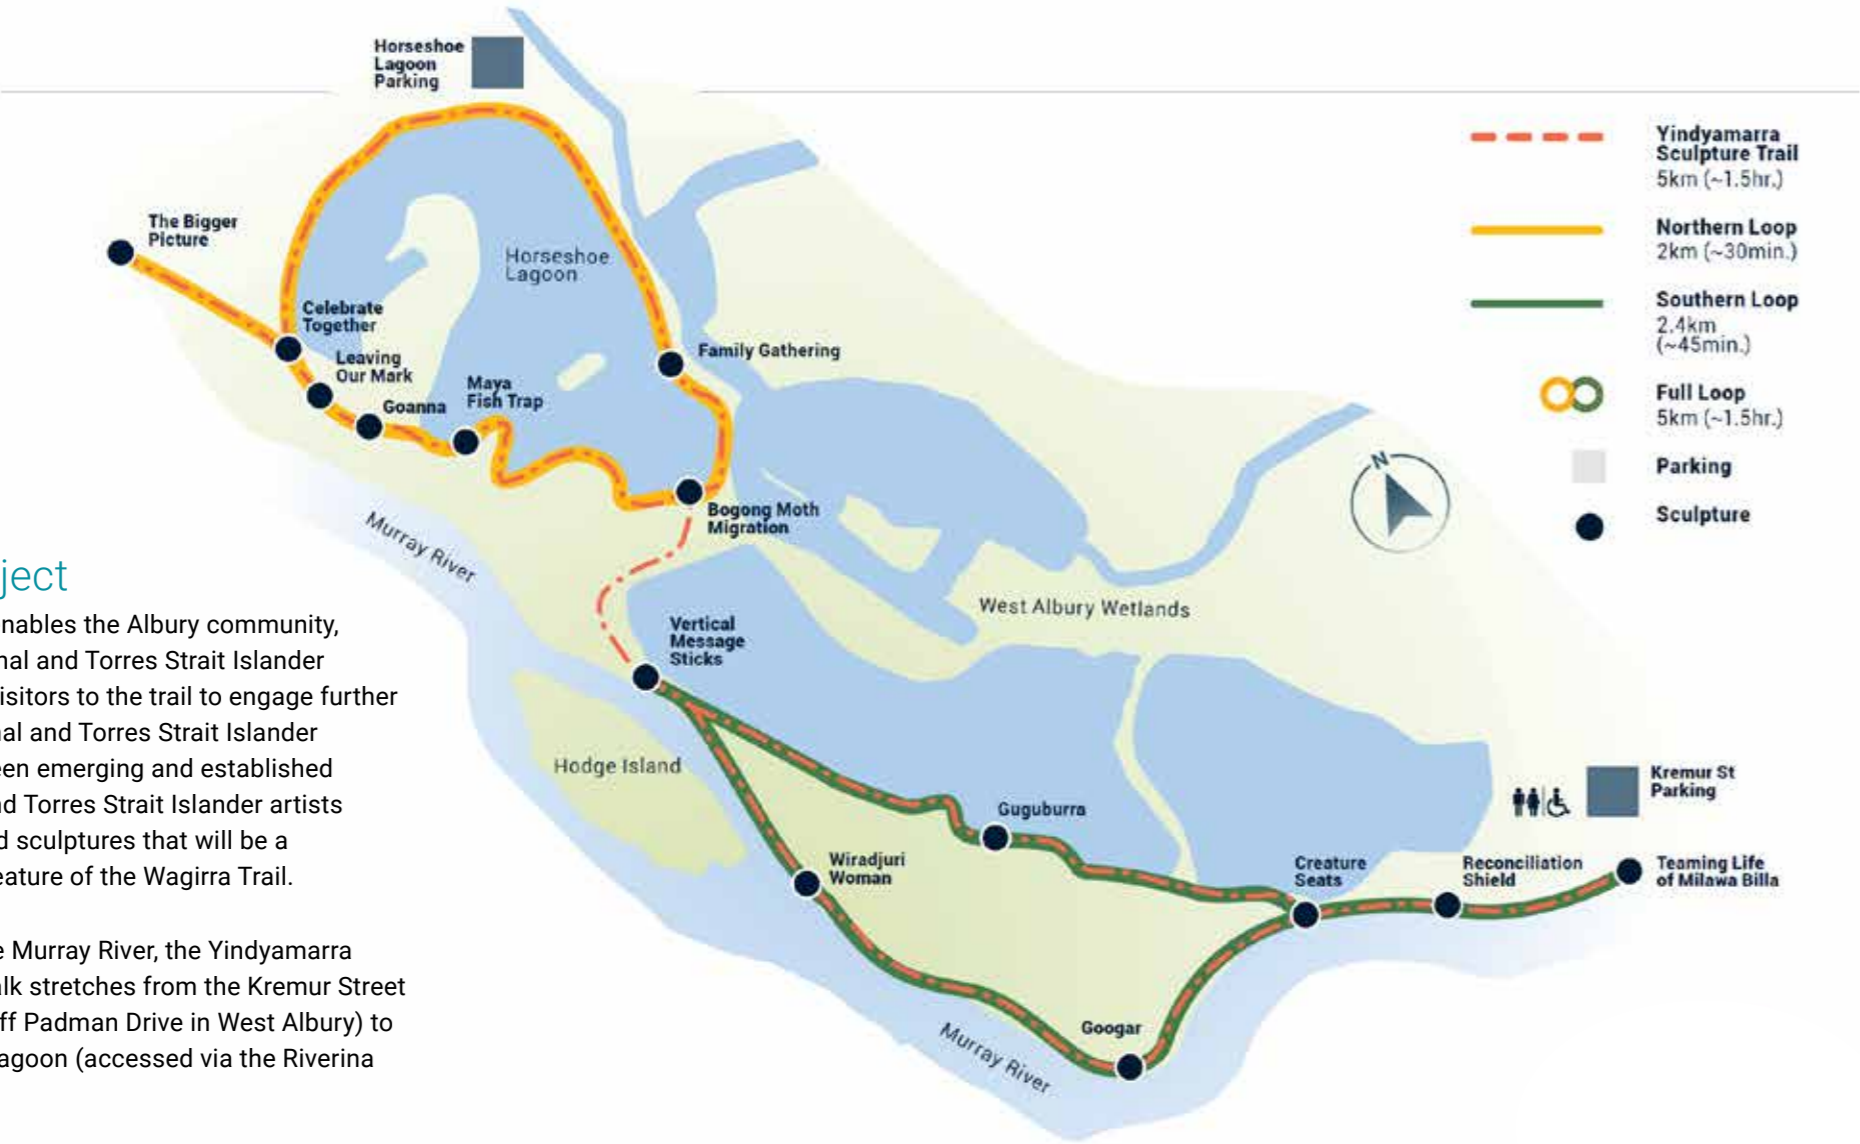 Horseshoe
Lagoon
Parking
The Bigger
Picture
Horseshoe
Lagoon
Celebrate
Together
Leaving
Our Mark
Goanna
Maya
Fish Trap
Family Gathering
Bogong Moth
Migration
Murray River
West Albury Wetlands
Vertical
Message
Sticks
Hodge Island
Guguburra
Wiradjuri
Woman
Creature
Seats
Reconciliation
Shield
Kremur St
Parking
Teaming Life
of Milawa Billa
Googar
Murray River
N
Yindyamarra
Sculpture Trail
5km (~1.5hr.)
Northern Loop
2km (~30min.)
Southern Loop
2.4km
(~45min.)
Full Loop
5km (~1.5hr.)
Parking
Sculpture
ject
nables the Albury community,
nal and Torres Strait Islander
isitors to the trail to engage further
nal and Torres Strait Islander
een emerging and established
nd Torres Strait Islander artists
d sculptures that will be a
eature of the Wagirra Trail.
e Murray River, the Yindyamarra
alk stretches from the Kremur Street
ff Padman Drive in West Albury) to
agoon (accessed via the Riverina